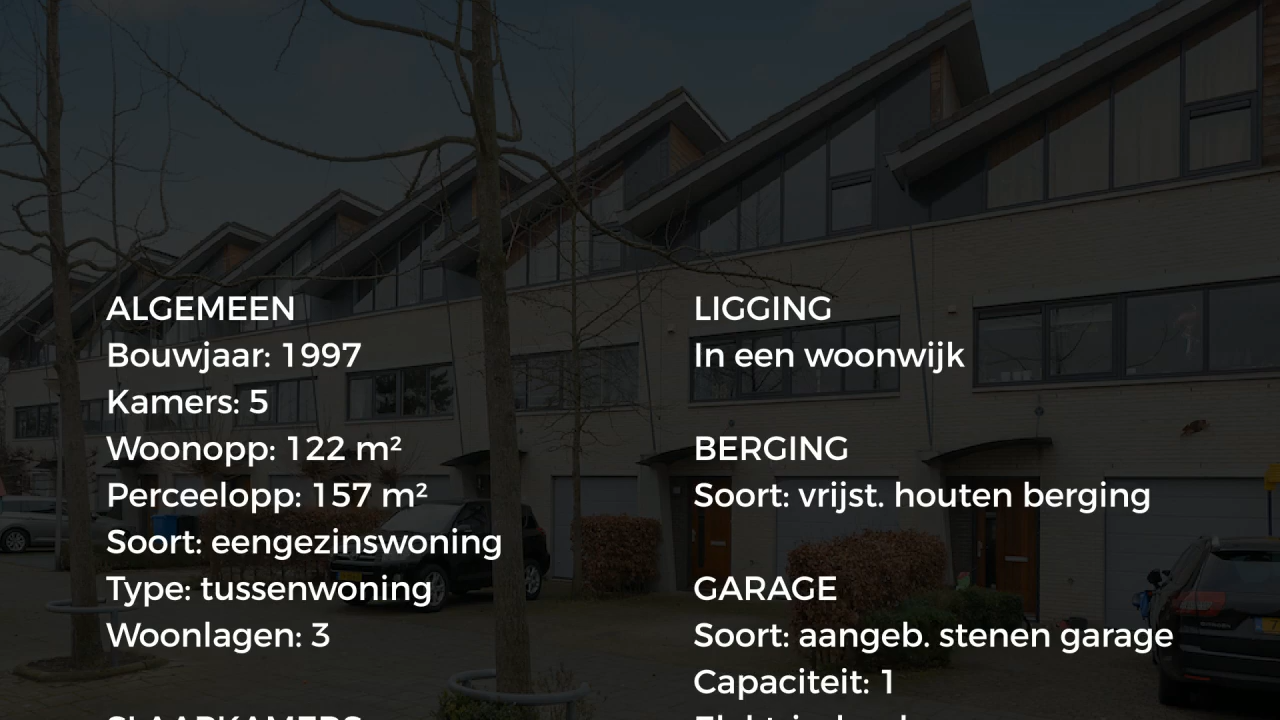 ALGEMEEN
Bouwjaar: 1997
Kamers: 5
Woonopp: 122 m²
Perceelopp: 157 m²
Soort: eengezinswoning
Type: tussenwoning
Woonlagen: 3
SLAAPKAMERS
LIGGING
In een woonwijk
BERGING
Soort: vrijst. houten berging
GARAGE
Soort: aangeb. stenen garage
Capaciteit: 1